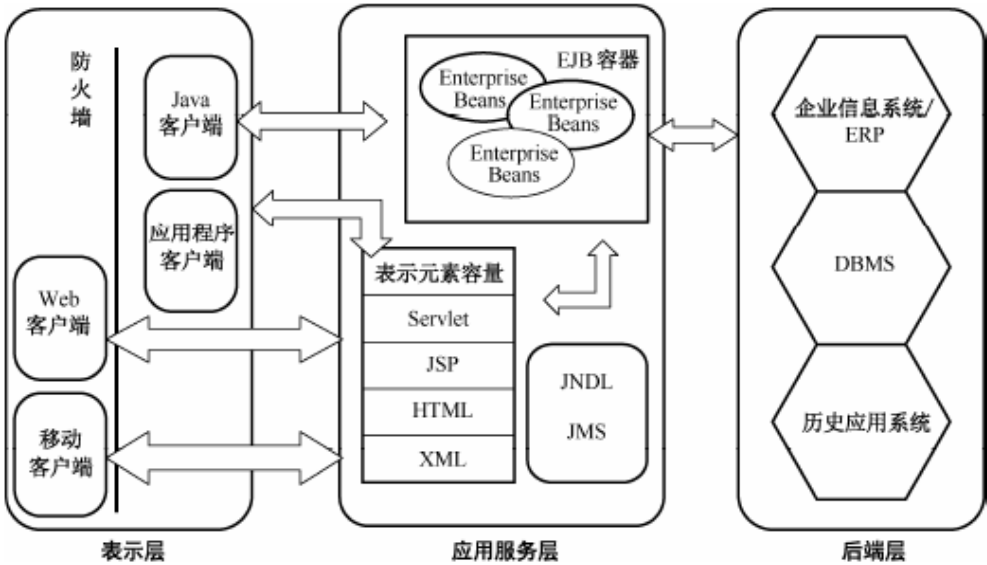 防
火
墙
Java
客户端
应用程序
客户端
Web
客户端
移动
客户端
表示层
EJB 容器
Enterprise
Beans
Enterprise
Beans
Enterprise
Beans
表示元素容量
Servlet
JSP
HTML
XML
JNDL
JMS
应用服务层
企业信息系统/
ERP
DBMS
历史应用系统
后端层